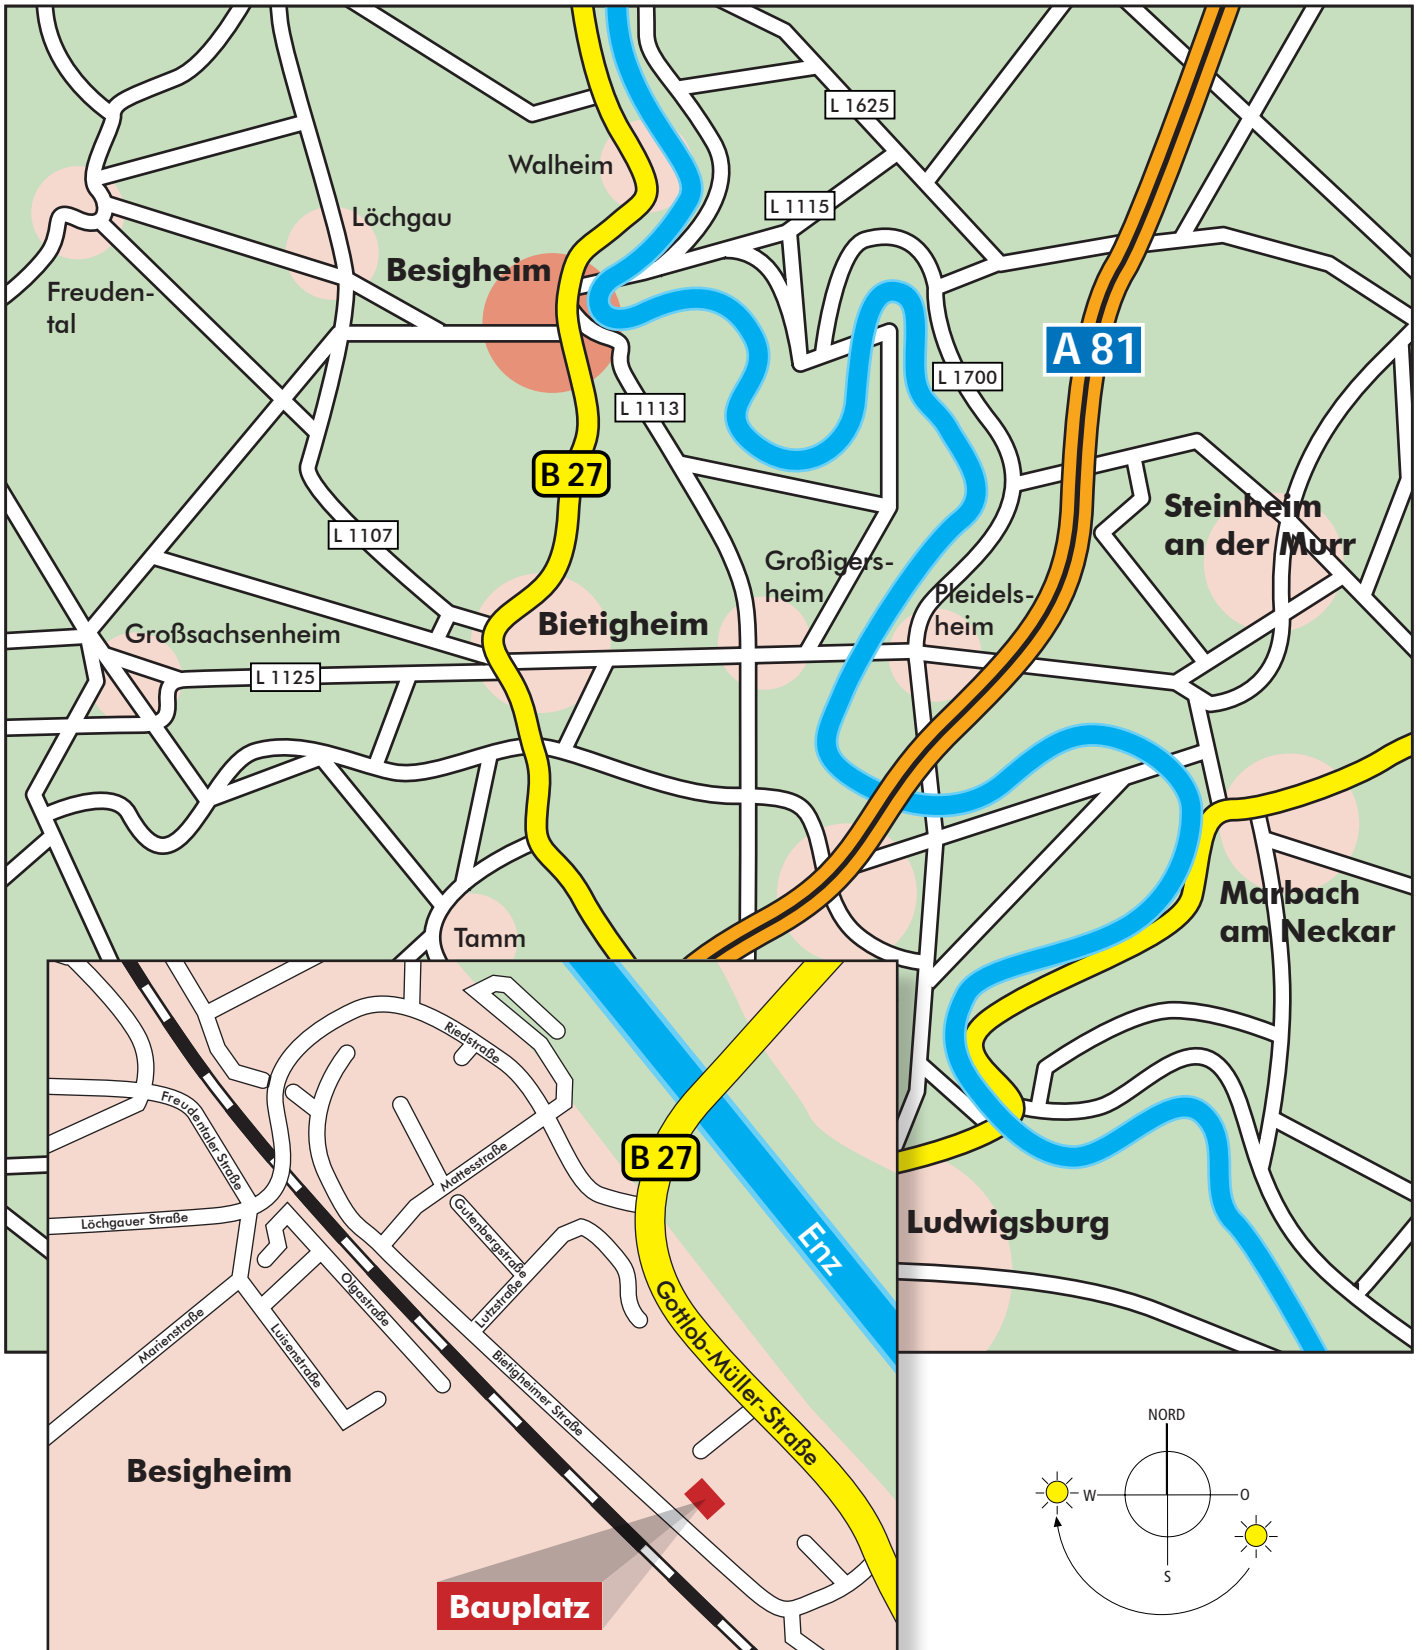 L 1625
Walheim
L 1115
Löchgau
Besigheim
Freuden-
tal
A 81
L 1700
L 1113
B 27
Steinheim
an der Murr
L 1107
Großigers-
heim
Pleidels-
heim
Bietigheim
Großsachsenheim
L 1125
Marbach
am Neckar
Tamm
Riedstraße
Freudentaler Straße
Mattesstraße
B 27
Gutenbergstraße
Löchgauer Straße
Ludwigsburg
Enz
Olgastraße
Lutzstraße
Marienstraße
Luisenstraße
Gottlob-Müller-Straße
Bietigheimer Straße
Besigheim
NORD
W
O
S
Bauplatz